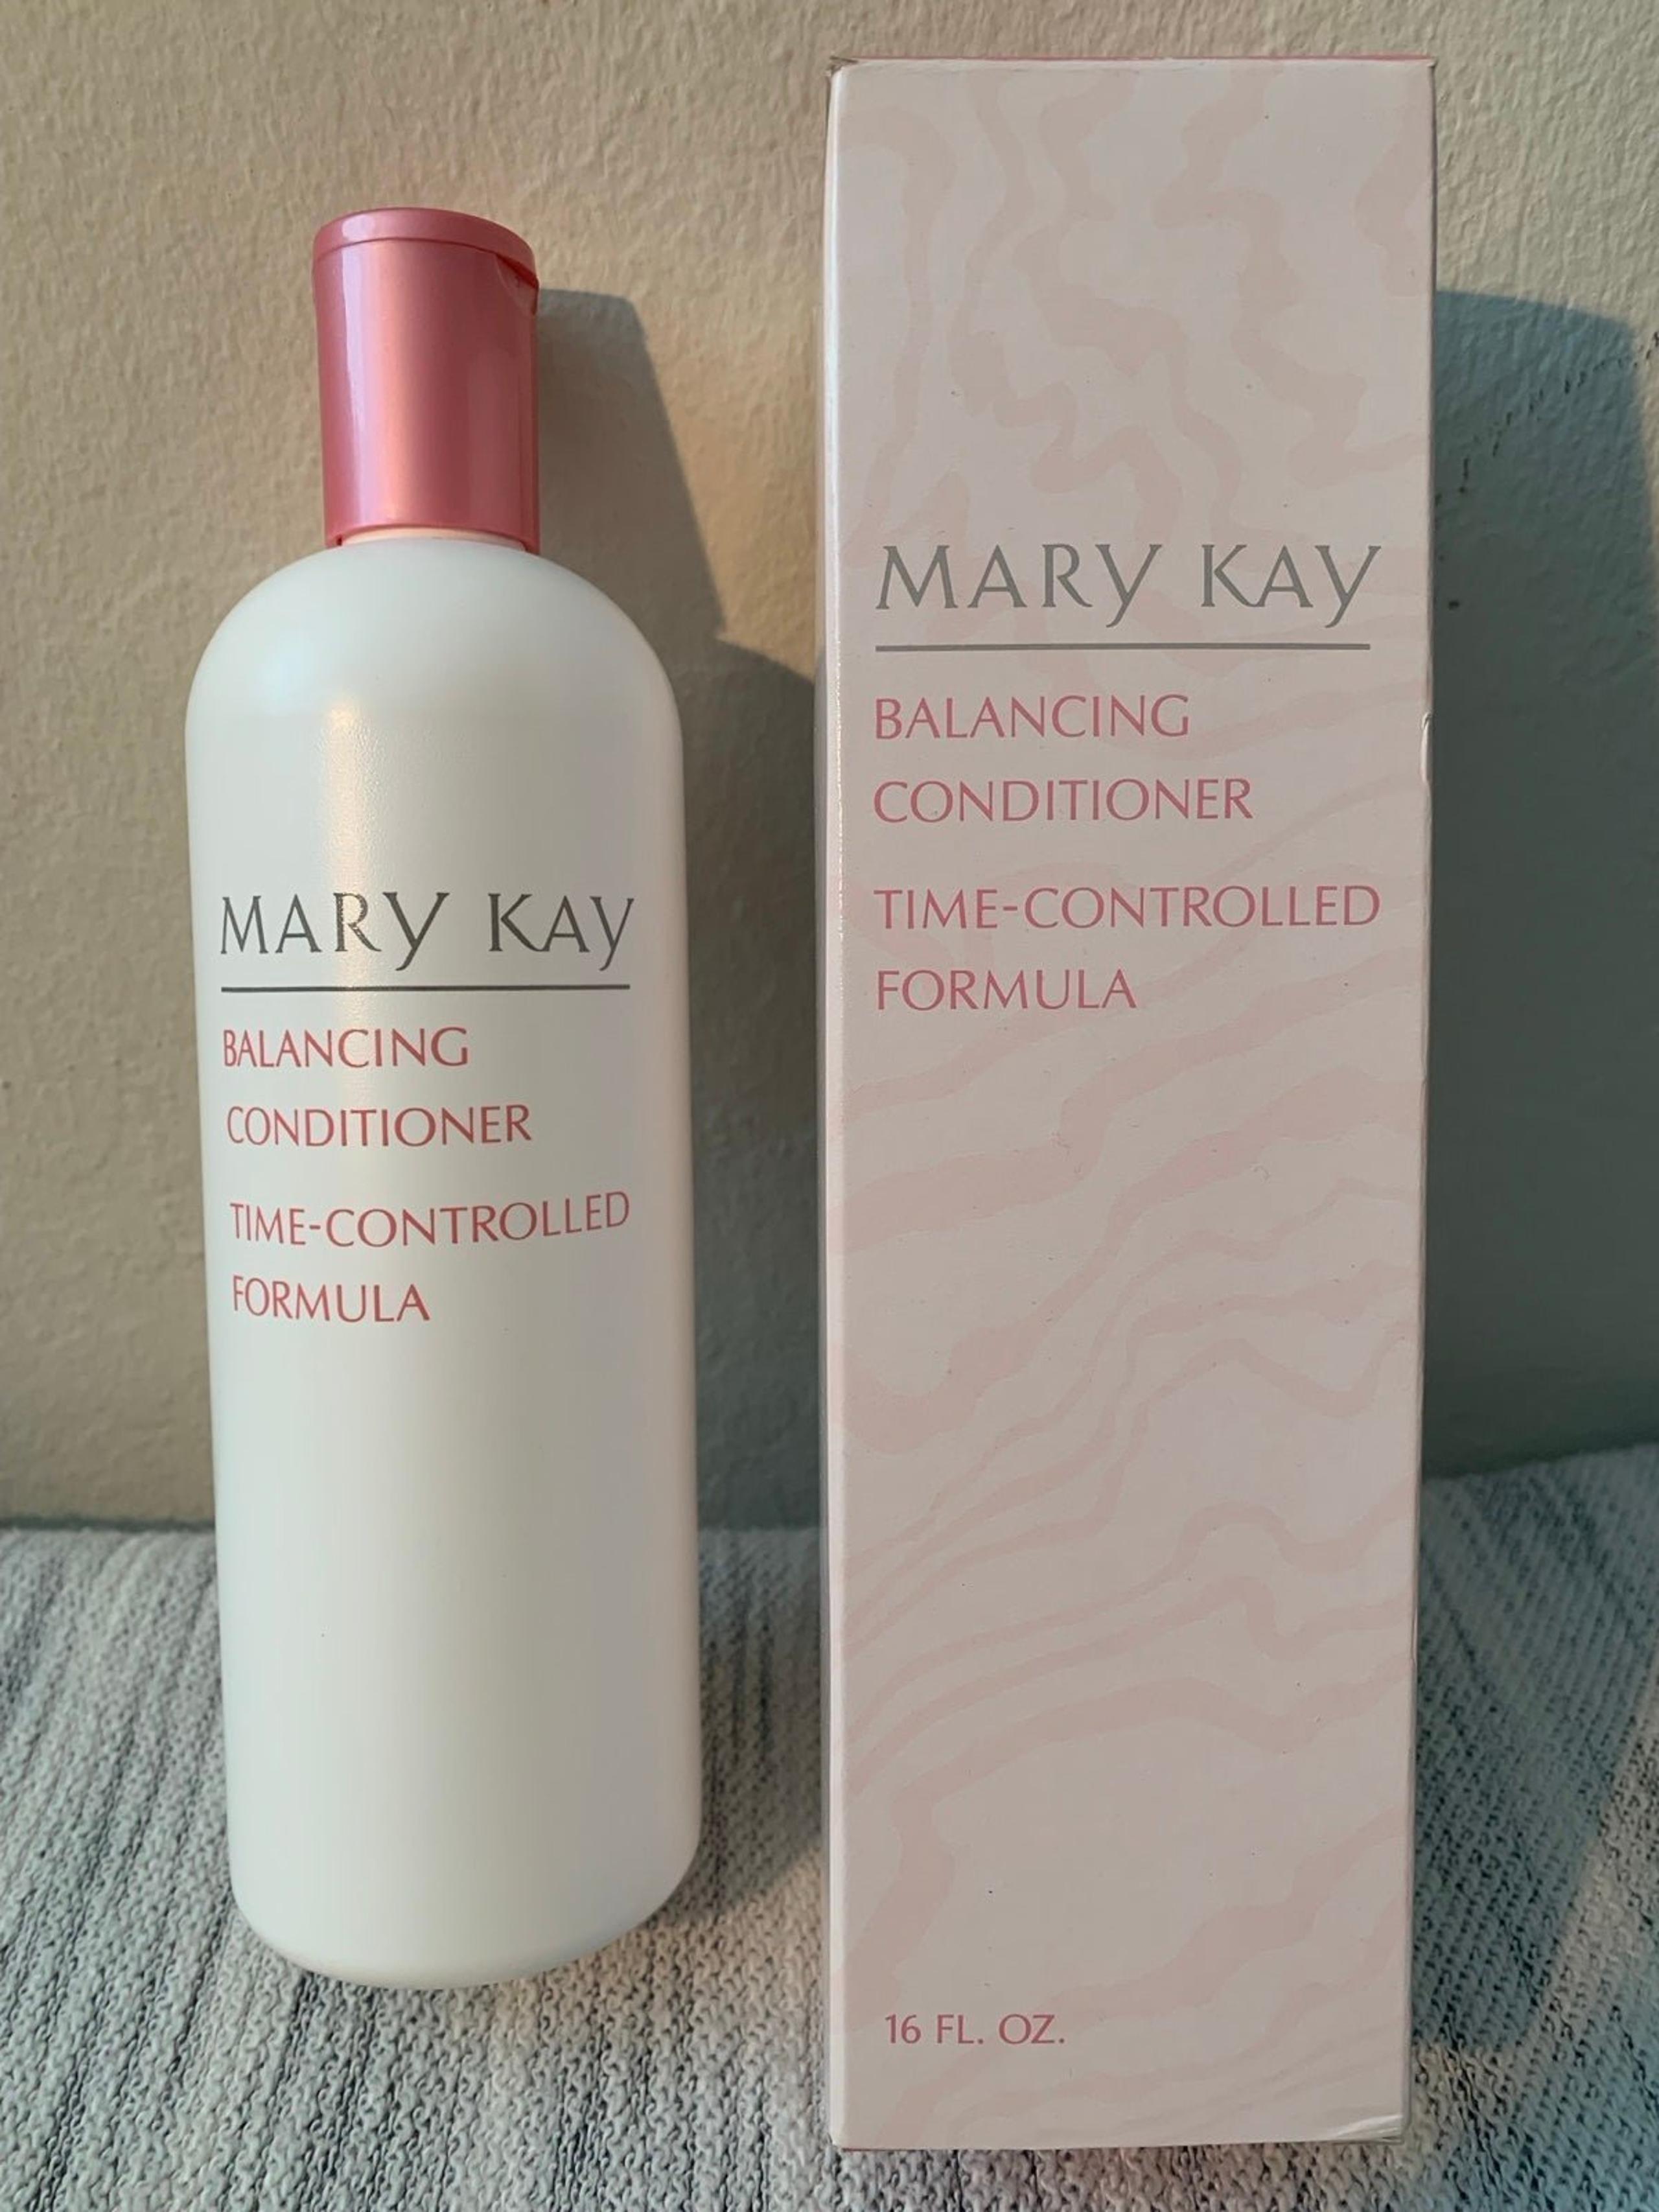 MARY KAY
BALANCING
CONDITIONER
TIME-CONTROLLED
FORMULA
MARY KAY
BALANCING
CONDITIONER
TIME-CONTROLLED
FORMULA
16 FL. OZ.